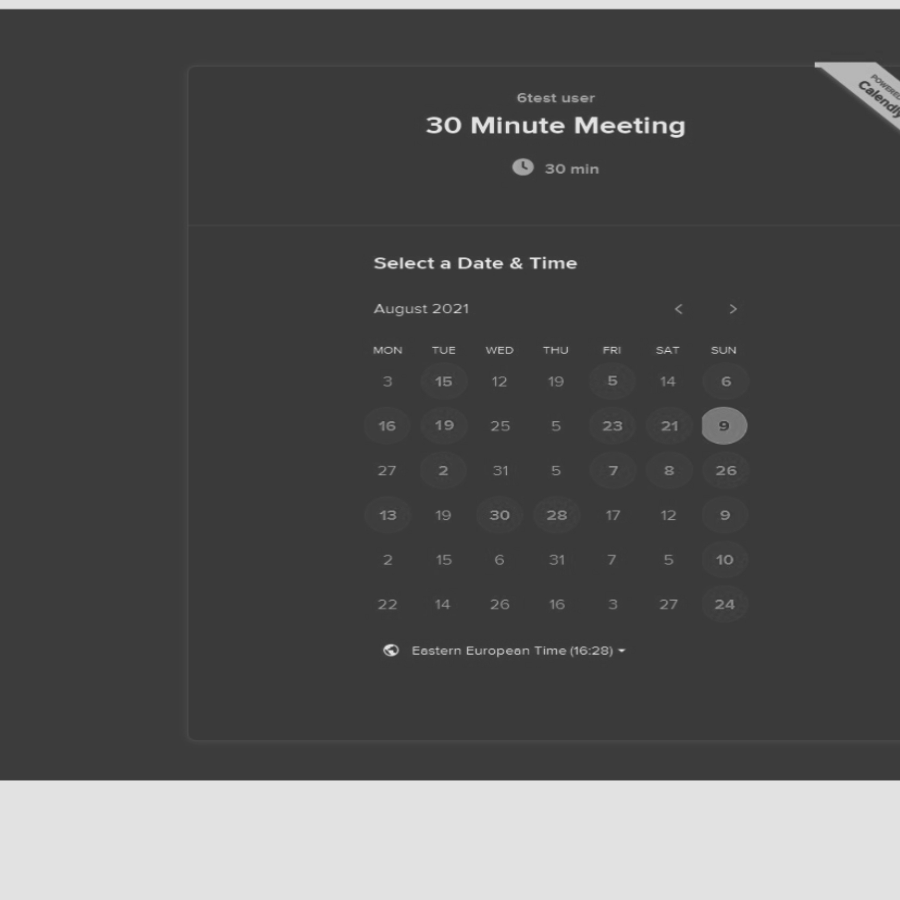 POWERED
Calendly
6test user
30 Minute Meeting
30 min
Select a Date & Time
August 2021
MON TUE WED THU FRI SAT SUN
3 15 12 19 5 14 6
16 19 25 5 23 21 9
27 2 31 5 7 8 26
13 19 30 28 17 12 9
2 15 6 31 7 5 10
22 14 26 16 3 27 24
Eastern European Time (16:28)